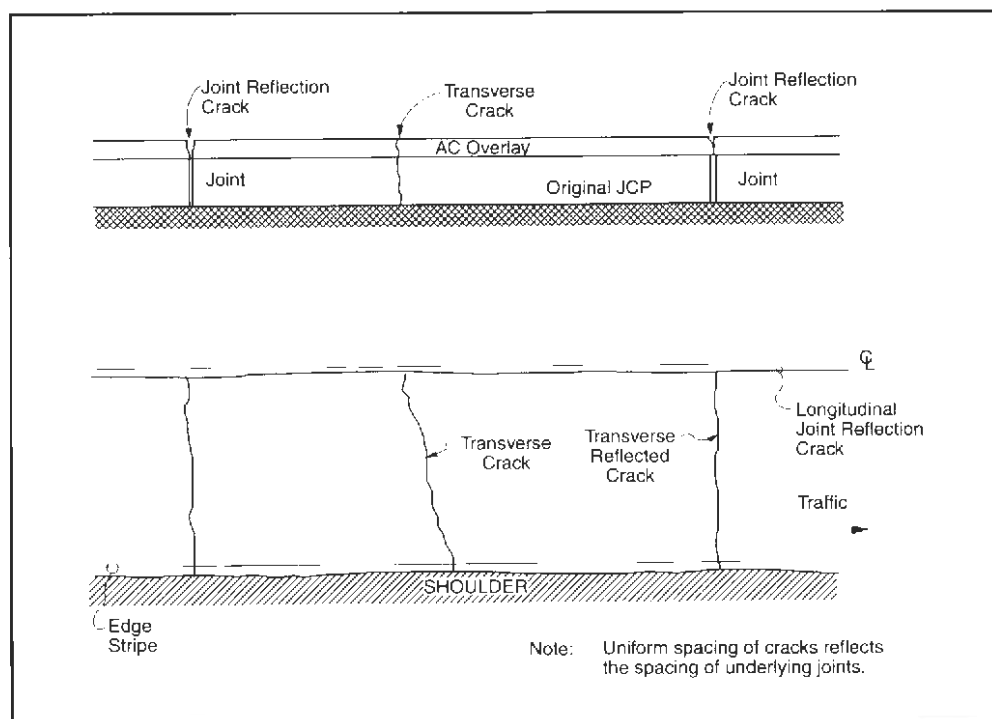 Joint Reflection
Crack
Transverse
Crack
Joint Reflection
Crack
AC Overlay
Joint
Original JCP
Joint
℄
Longitudinal
Joint Reflection
Crack
Transverse
Crack
Transverse
Reflected
Crack
Traffic
SHOULDER
Edge
Stripe
Note: Uniform spacing of cracks reflects
the spacing of underlying joints.